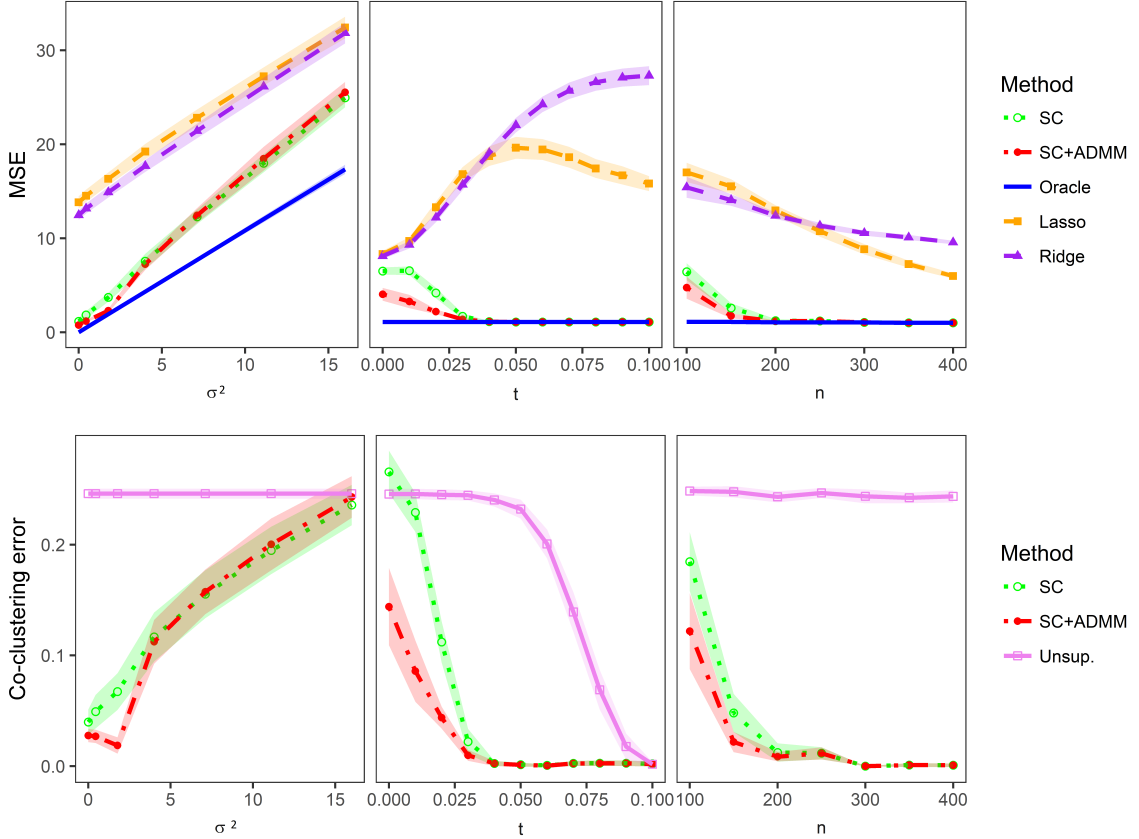 MSE
30
20
10
0
0 5 10 15
σ²
0.000 0.025 0.050 0.075 0.100
t
100 200 300 400
n
Method
SC
SC+ADMM
Oracle
Lasso
Ridge
Co-clustering error
0.2
0.1
0.0
0 5 10 15
σ²
0.000 0.025 0.050 0.075 0.100
t
100 200 300 400
n
Method
SC
SC+ADMM
Unsup.